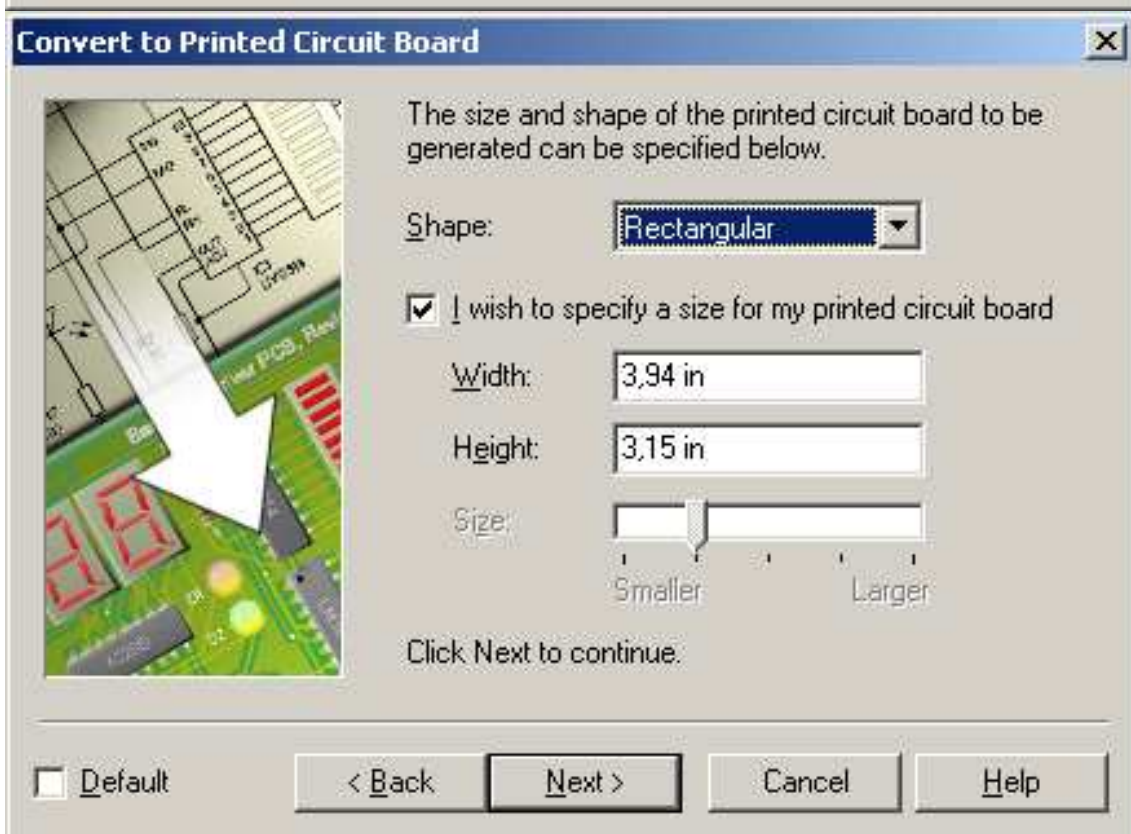 Convert to Printed Circuit Board
The size and shape of the printed circuit board to be
generated can be specified below.
Shape:
Rectangular
I wish to specify a size for my printed circuit board
Width:
3,94 in
Height:
3,15 in
Size:
Smaller
Larger
Click Next to continue.
Default
< Back
Next >
Cancel
Help